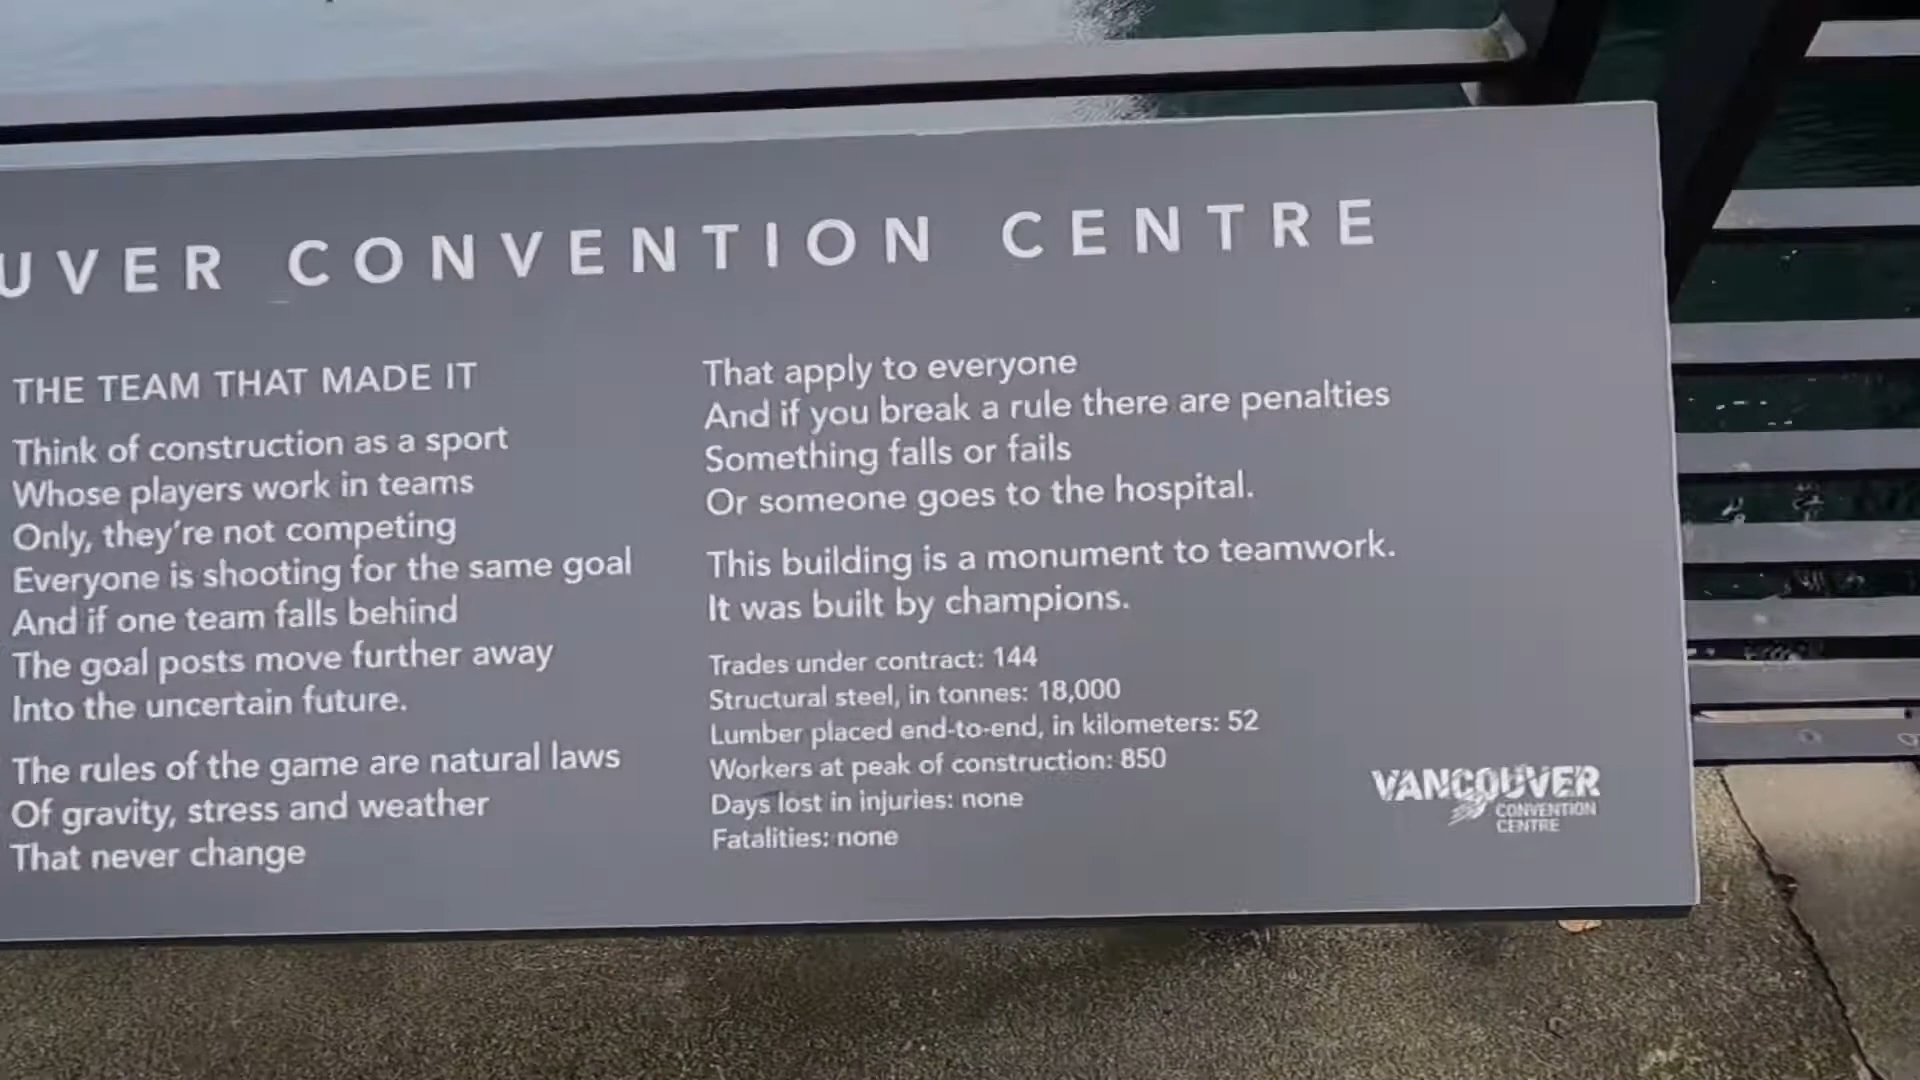 UVER CONVENTION CENTRE
THE TEAM THAT MADE IT
Think of construction as a sport
Whose players work in teams
Only, they're not competing
Everyone is shooting for the same goal
And if one team falls behind
The goal posts move further away
Into the uncertain future.
The rules of the game are natural laws
Of gravity, stress and weather
That never change
That apply to everyone
And if you break a rule there are penalties
Something falls or fails
Or someone goes to the hospital.
This building is a monument to teamwork.
It was built by champions.
Trades under contract: 144
Structural steel, in tonnes: 18,000
Lumber placed end-to-end, in kilometers: 52
Workers at peak of construction: 850
Days lost in injuries: none
Fatalities: none
VANCOUVER
CONVENTION
CENTRE